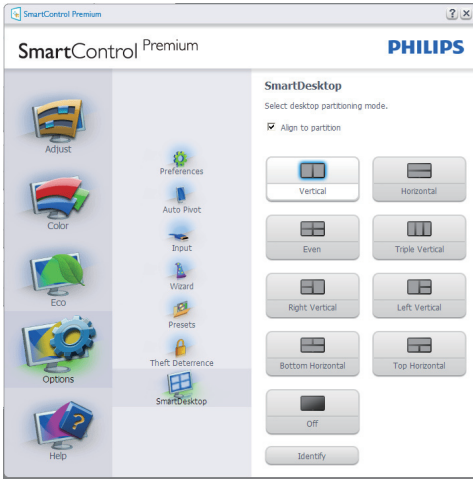 SmartControl Premium
SmartControl Premium
PHILIPS
Adjust
Color
Eco
Options
Help
Preferences
Auto Pivot
Input
Wizard
Presets
Theft Deterrence
SmartDesktop
SmartDesktop
Select desktop partitioning mode.
Align to partition
Vertical
Horizontal
Even
Triple Vertical
Right Vertical
Left Vertical
Bottom Horizontal
Top Horizontal
Off
Identify